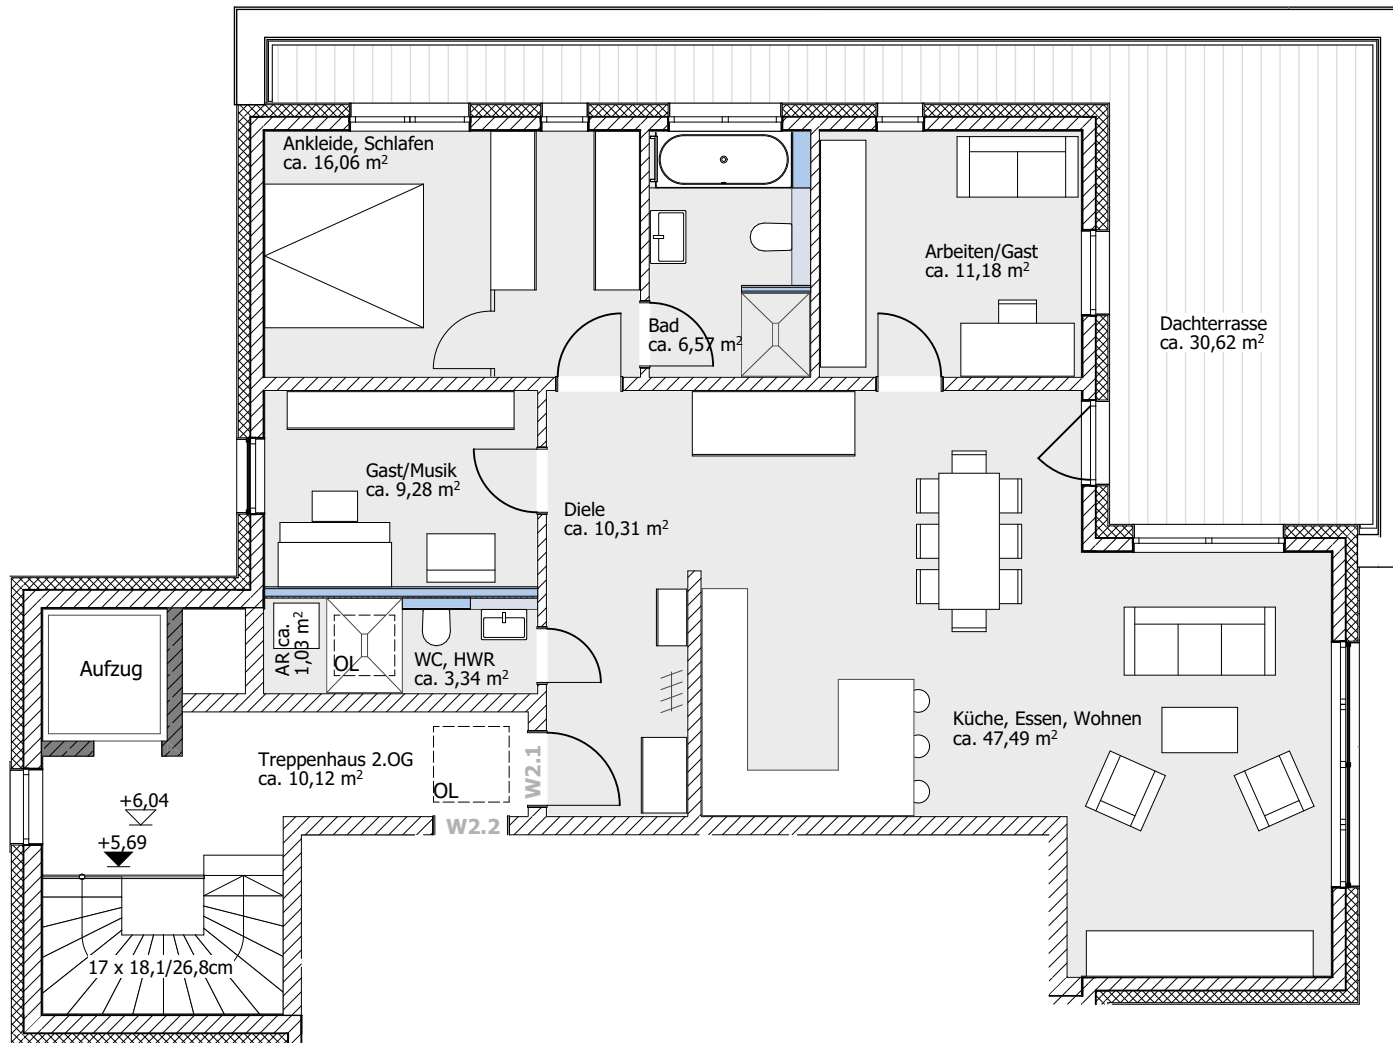 Ankleide, Schlafen
ca. 16,06 m²
Arbeiten/Gast
ca. 11,18 m²
Bad
ca. 6,57 m²
Dachterrasse
ca. 30,62 m²
Gast/Musik
ca. 9,28 m²
Diele
ca. 10,31 m²
AR ca.
1,03 m²
OL
WC, HWR
ca. 3,34 m²
Aufzug
Küche, Essen, Wohnen
ca. 47,49 m²
Treppenhaus 2.OG
ca. 10,12 m²
OL
W2.1
W2.2
+6,04
+5,69
17 x 18,1/26,8cm